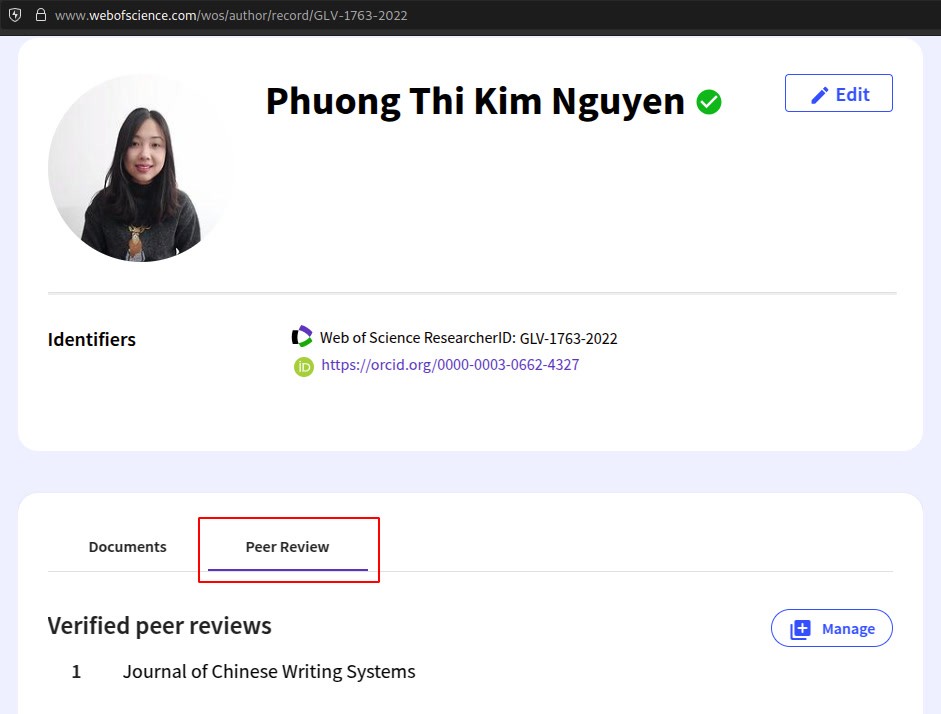 www.webofscience.com/wos/author/record/GLV-1763-2022
Phuong Thi Kim Nguyen
Edit
Identifiers
Web of Science ResearcherID: GLV-1763-2022
iD https://orcid.org/0000-0003-0662-4327
Documents
Peer Review
Verified peer reviews
Manage
1 Journal of Chinese Writing Systems